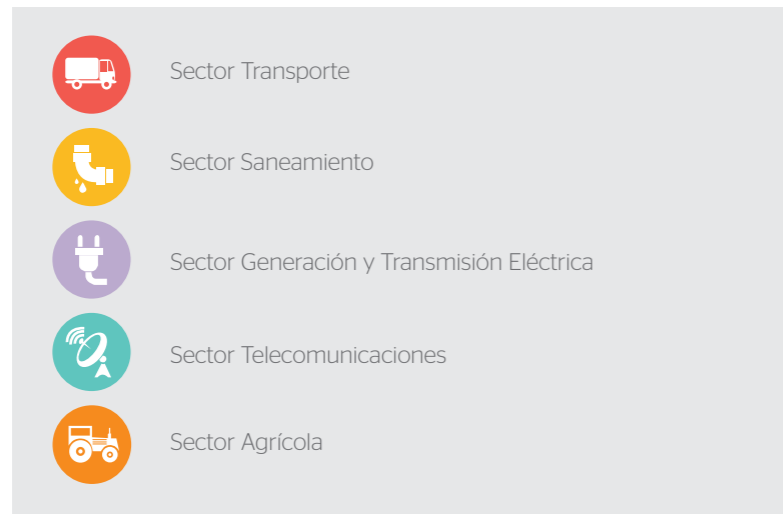 Sector Transporte
Sector Saneamiento
Sector Generación y Transmisión Eléctrica
Sector Telecomunicaciones
Sector Agrícola